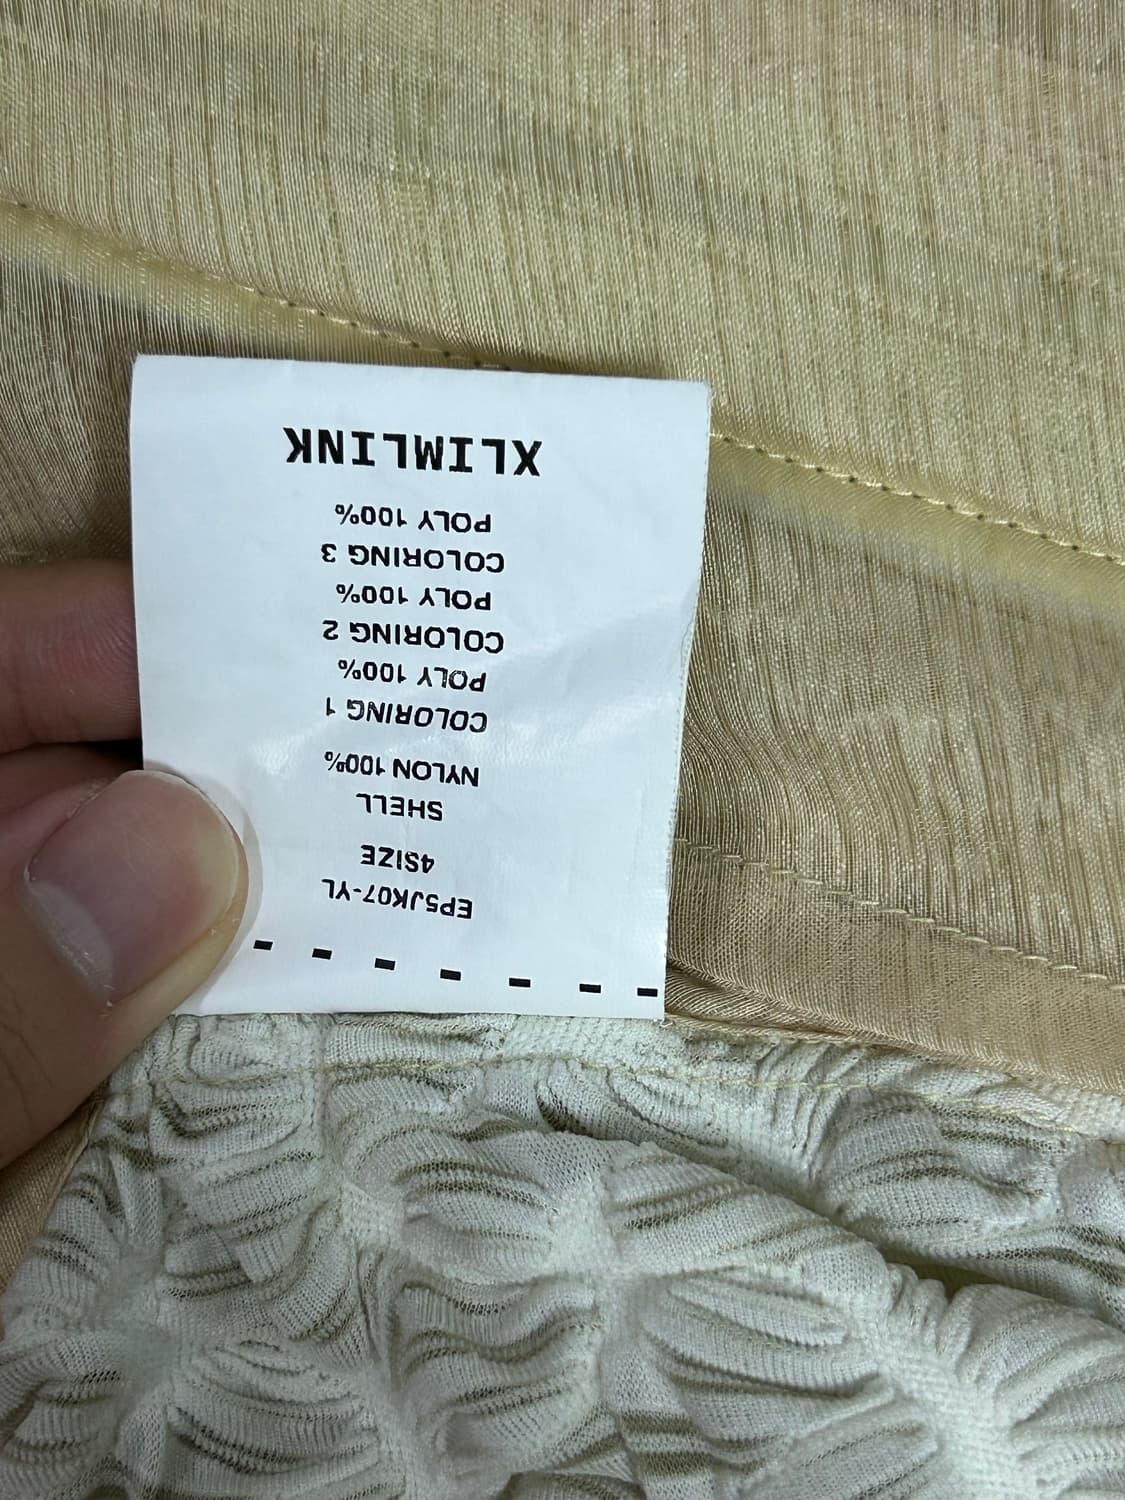 EP5JK07-YL
4SIZE
SHELL
NYLON 100%
COLORING 1
POLY 100%
COLORING 2
POLY 100%
COLORING 3
POLY 100%
XLIMLINK